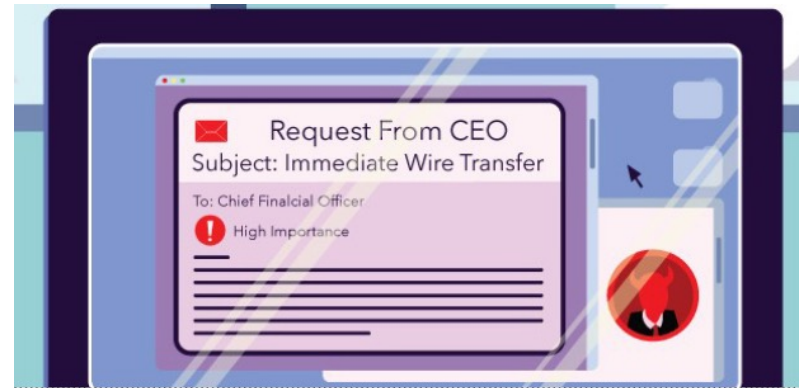 Request From CEO
Subject: Immediate Wire Transfer
To: Chief Finalcial Officer
! High Importance